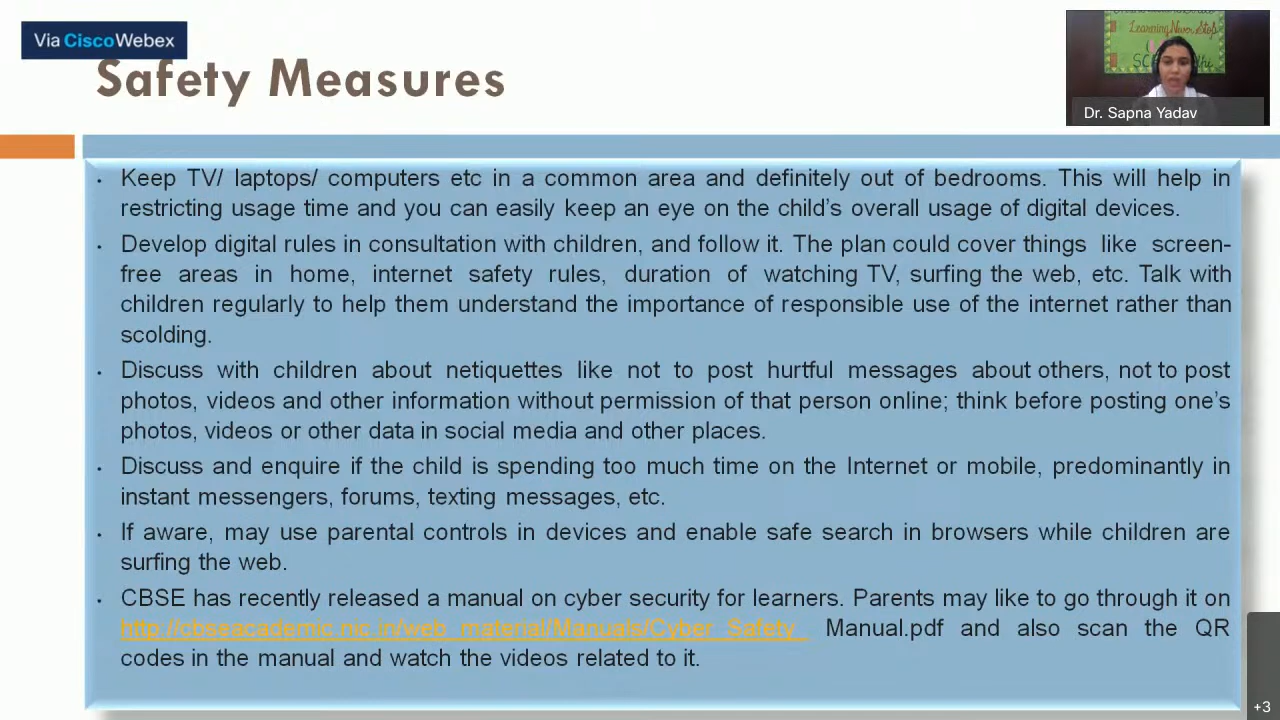 Via CiscoWebex
Safety Measures
Learning Never Stop
Dr. Sapna Yadav
• Keep TV/ laptops/ computers etc in a common area and definitely out of bedrooms. This will help in
restricting usage time and you can easily keep an eye on the child's overall usage of digital devices.
• Develop digital rules in consultation with children, and follow it. The plan could cover things like screen-
free areas in home, internet safety rules, duration of watching TV, surfing the web, etc. Talk with
children regularly to help them understand the importance of responsible use of the internet rather than
scolding.
• Discuss with children about netiquettes like not to post hurtful messages about others, not to post
photos, videos and other information without permission of that person online; think before posting one's
photos, videos or other data in social media and other places.
• Discuss and enquire if the child is spending too much time on the Internet or mobile, predominantly in
instant messengers, forums, texting messages, etc.
• If aware, may use parental controls in devices and enable safe search in browsers while children are
surfing the web.
• CBSE has recently released a manual on cyber security for learners. Parents may like to go through it on
http://cbseacademic.nic.in/web_material/Manuals/Cyber_Safety_ Manual.pdf and also scan the QR
codes in the manual and watch the videos related to it.
+3